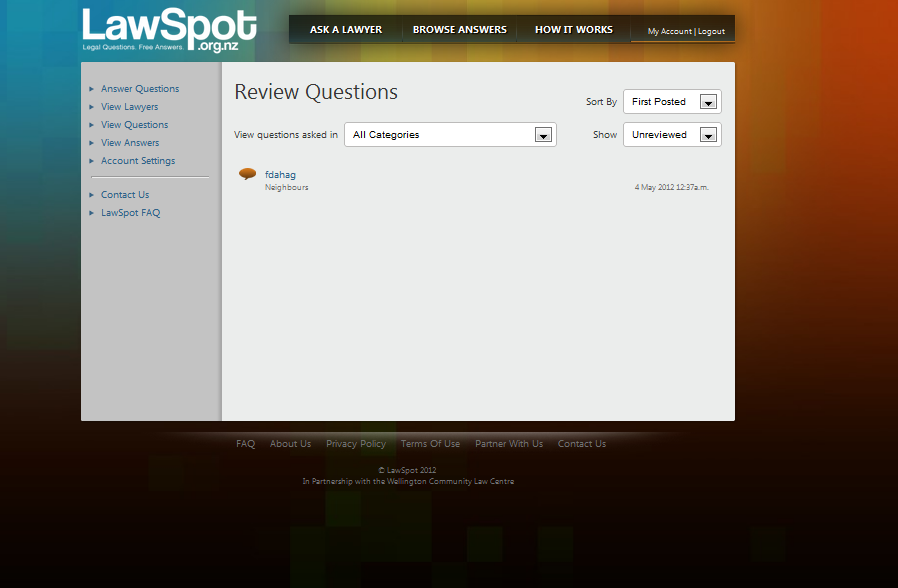 LawSpot
Legal Questions. Free Answers. .org.nz
ASK A LAWYER BROWSE ANSWERS HOW IT WORKS My Account | Logout
Answer Questions
View Lawyers
View Questions
View Answers
Account Settings
Contact Us
LawSpot FAQ
Review Questions
Sort By First Posted
View questions asked in All Categories Show Unreviewed
fdahag
Neighbours 4 May 2012 12:37a.m.
FAQ About Us Privacy Policy Terms Of Use Partner With Us Contact Us
© LawSpot 2012
In Partnership with the Wellington Community Law Centre